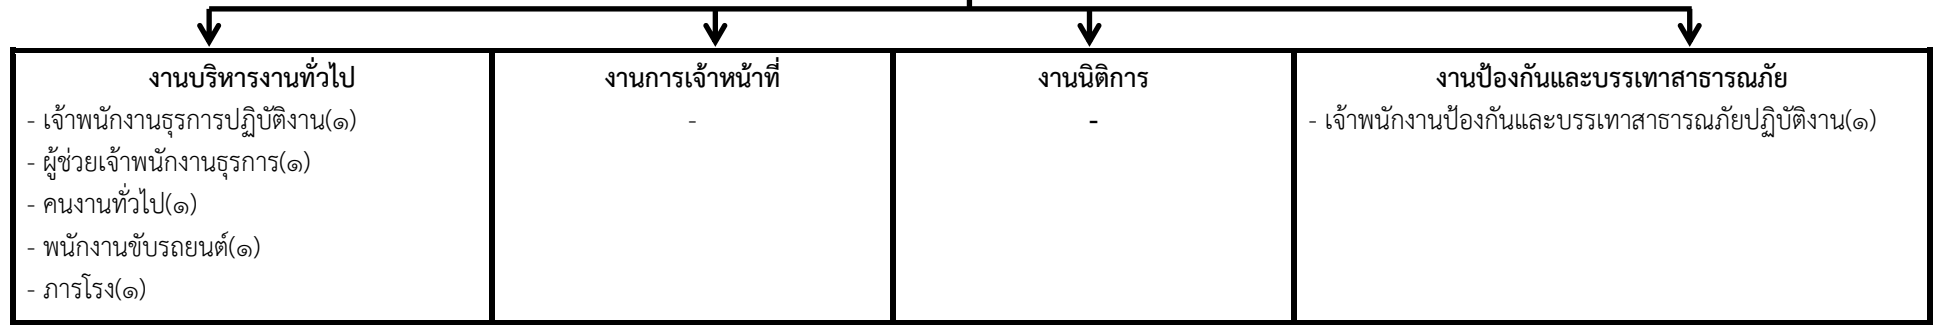 งานบริหารงานทั่วไป
- เจ้าพนักงานธุรการปฏิบัติงาน(๑)
- ผู้ช่วยเจ้าพนักงานธุรการ(๑)
- คนงานทั่วไป(๑)
- พนักงานขับรถยนต์(๑)
- ภารโรง(๑)
งานการเจ้าหน้าที่
-
งานนิติการ
-
งานป้องกันและบรรเทาสาธารณภัย
- เจ้าพนักงานป้องกันและบรรเทาสาธารณภัยปฏิบัติงาน(๑)